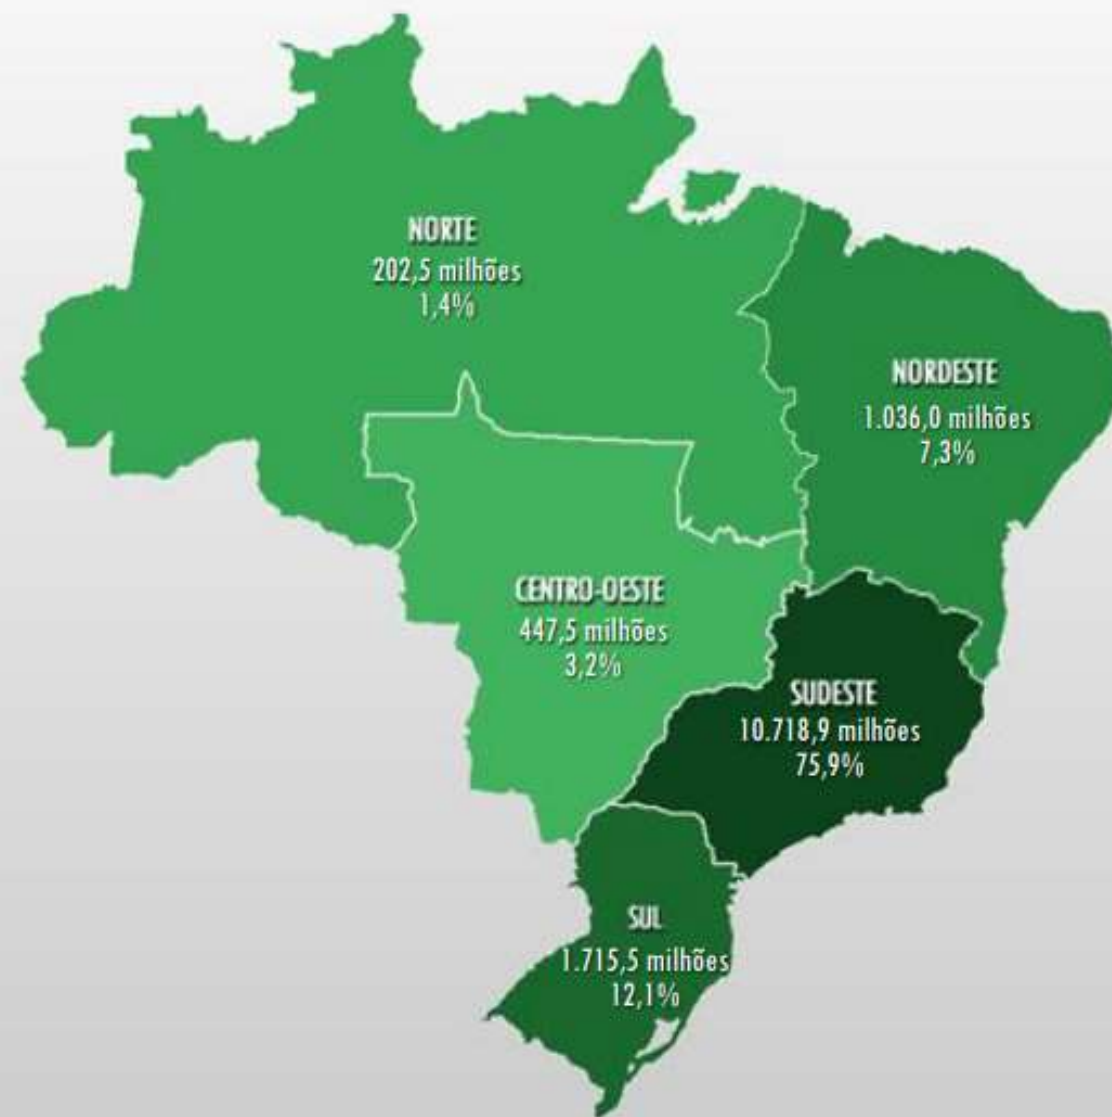 NORTE
202,5 milhões
1,4%
NORDESTE
1.036,0 milhões
7,3%
CENTRO-OESTE
447,5 milhões
3,2%
SUDESTE
10.718,9 milhões
75,9%
SUL
1.715,5 milhões
12,1%